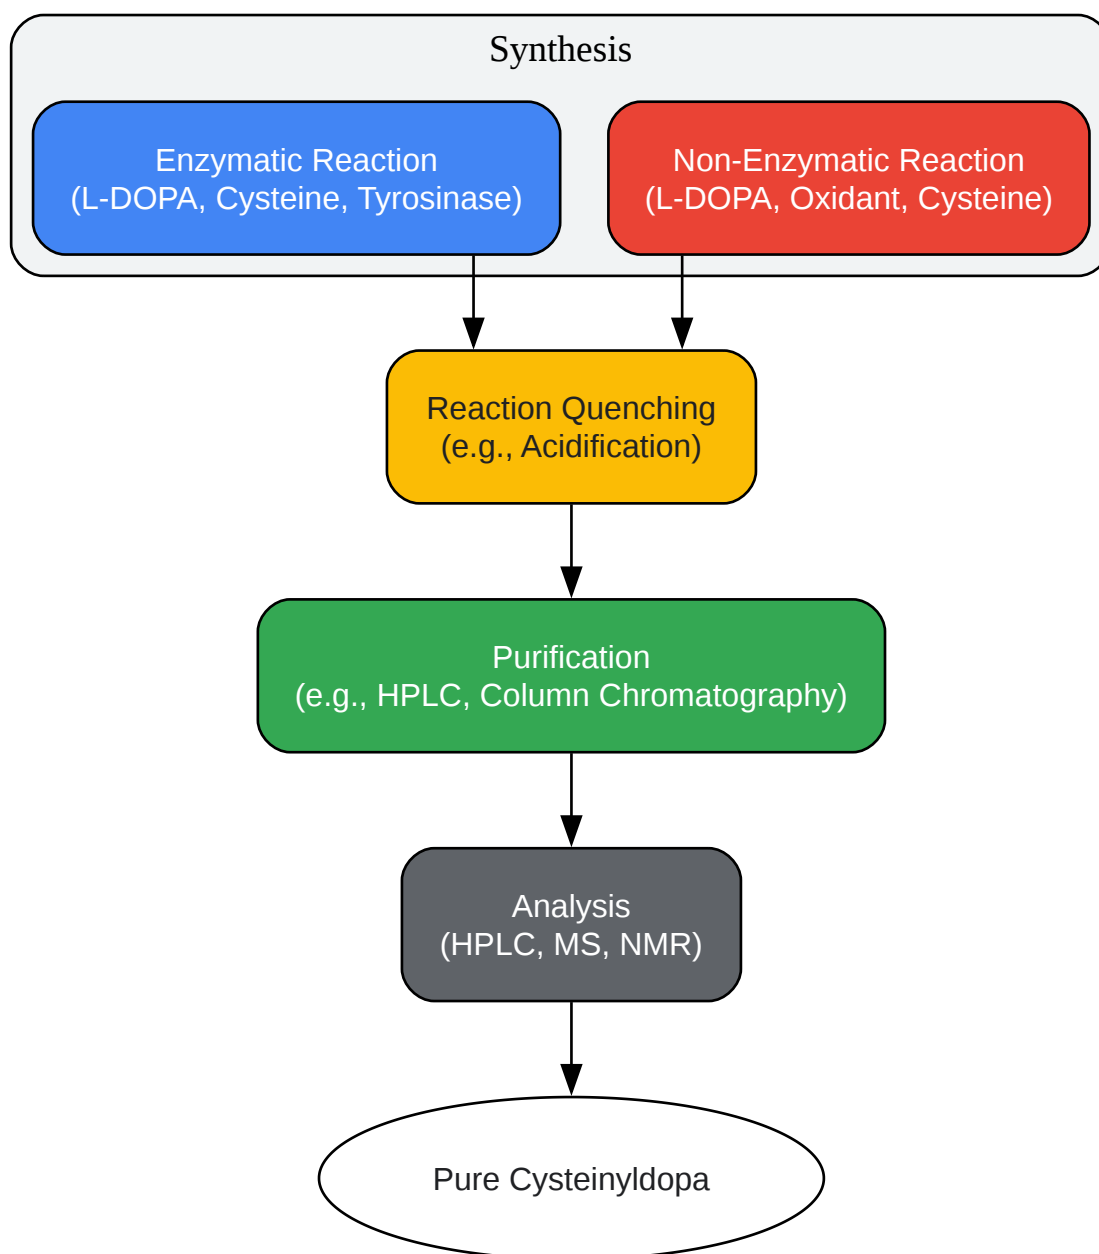 Synthesis
Enzymatic Reaction
(L-DOPA, Cysteine, Tyrosinase)
Non-Enzymatic Reaction
(L-DOPA, Oxidant, Cysteine)
Reaction Quenching
(e.g., Acidification)
Purification
(e.g., HPLC, Column Chromatography)
Analysis
(HPLC, MS, NMR)
Pure Cysteinyldopa